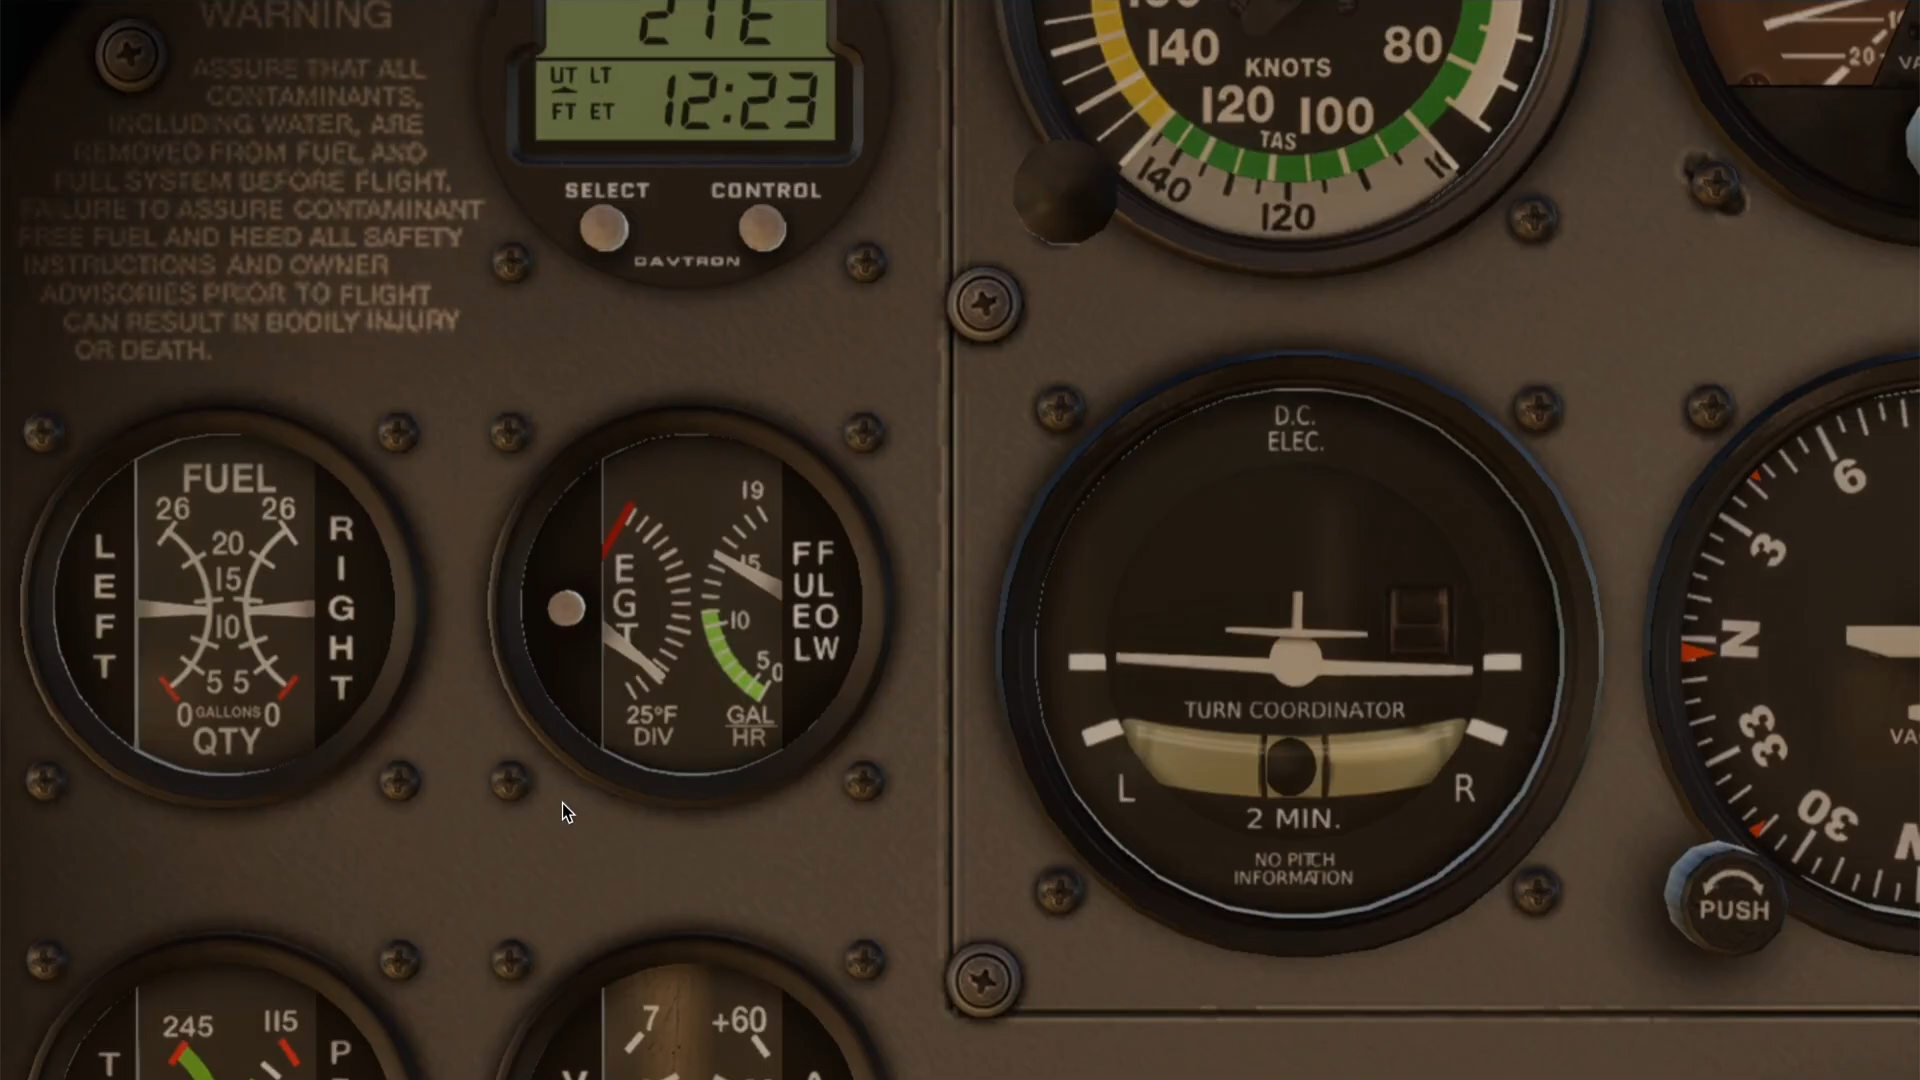 WARNING
ASSURE THAT ALL
CONTAMINANTS,
INCLUDING WATER, ARE
REMOVED FROM FUEL AND
FUEL SYSTEM BEFORE FLIGHT.
FAILURE TO ASSURE CONTAMINANT
FREE FUEL AND HEED ALL SAFETY
INSTRUCTIONS AND OWNER
ADVISORIES PRIOR TO FLIGHT
CAN RESULT IN BODILY INJURY
OR DEATH.
UT LT
FT ET
12:23
SELECT CONTROL
DAVTRON
140 80
KNOTS
120 100
TAS
140
120
20
FUEL
26 26
20
15
10
5 5
0 GALLONS 0
QTY
LEFT
RIGHT
EGT
25°F
DIV
19
15
10
5
0
GAL
HR
FF
UL
EO
LW
D.C.
ELEC.
TURN COORDINATOR
L R
2 MIN.
NO PITCH
INFORMATION
6
3
N
33
30
PUSH
245 115
T P
7 +60